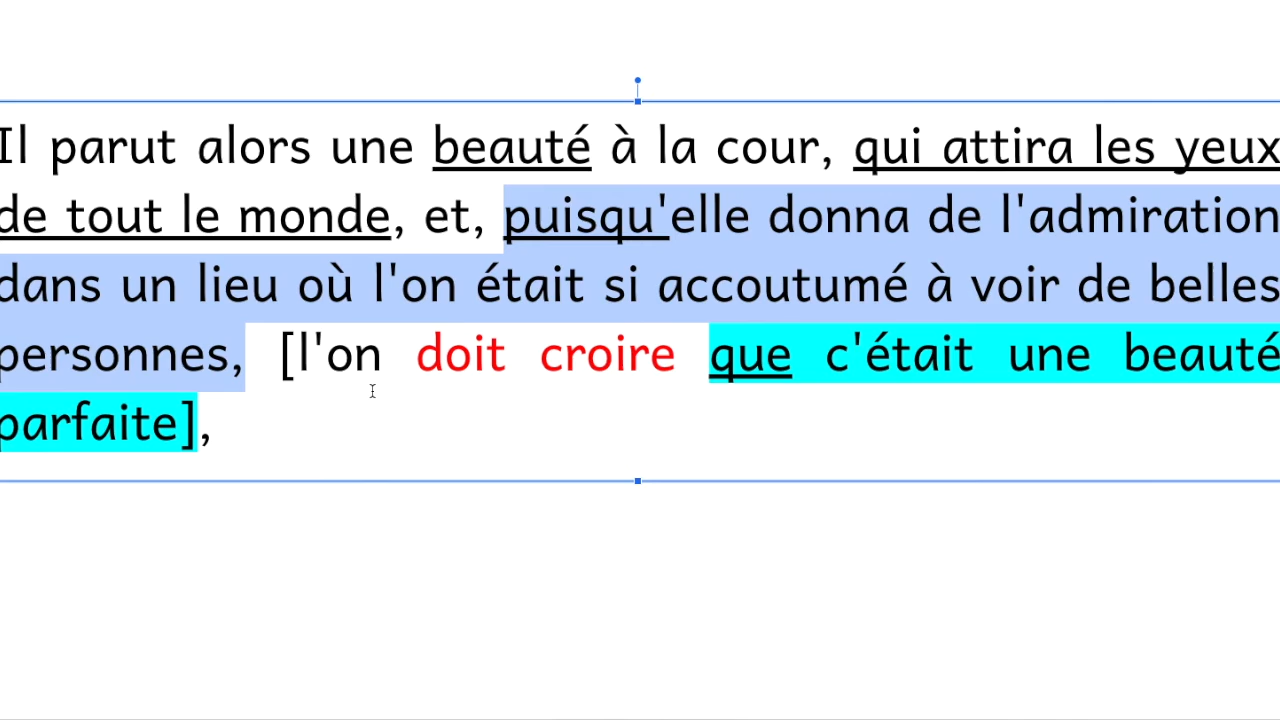 Il parut alors une beauté à la cour, qui attira les yeux
de tout le monde, et, puisqu'elle donna de l'admiration
dans un lieu où l'on était si accoutumé à voir de belles
personnes, [l'on doit croire que c'était une beauté
parfaite],